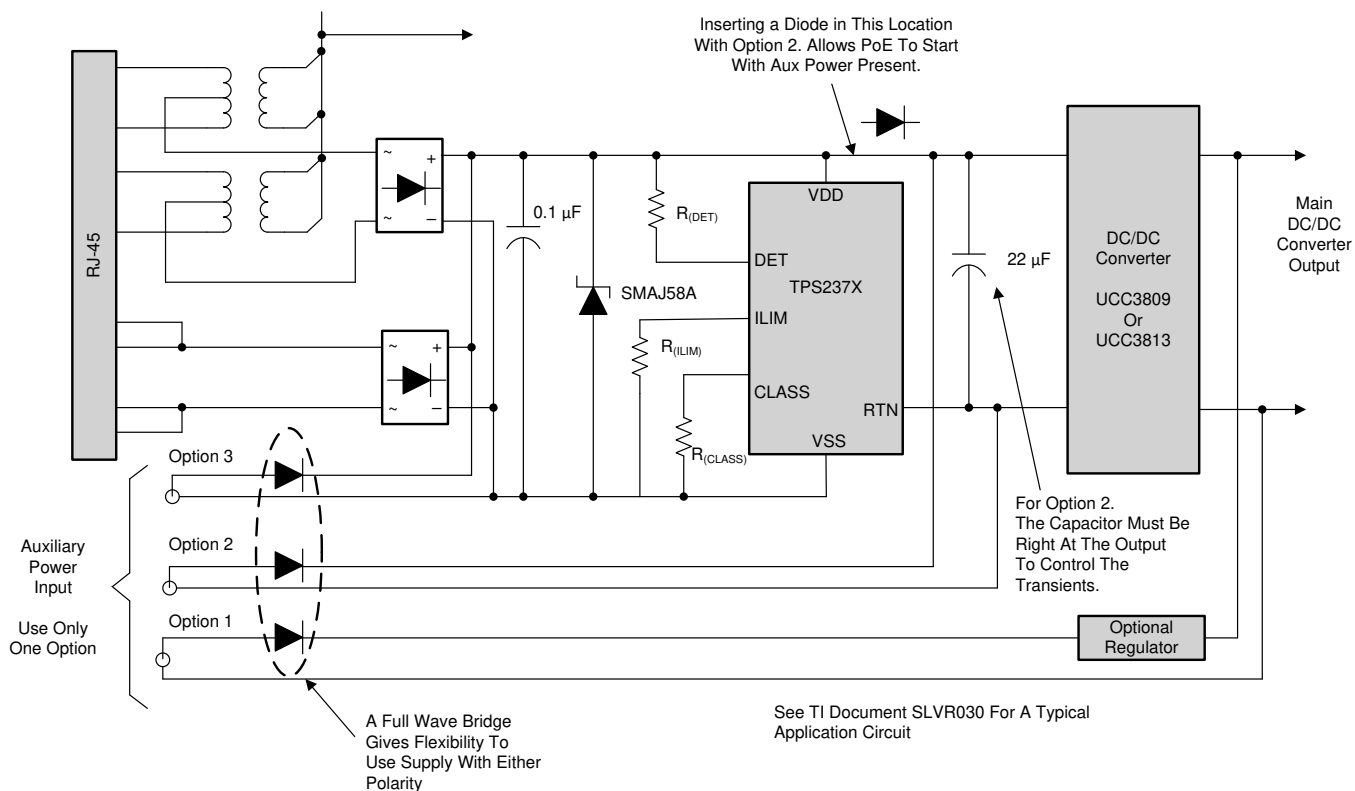 Inserting a Diode in This Location
With Option 2. Allows PoE To Start
With Aux Power Present.
RJ-45
~
+
~
−
0.1 µF
SMAJ58A
R(DET)
VDD
DET
TPS237X
ILIM
R(ILIM)
CLASS
RTN
R(CLASS)
VSS
22 µF
DC/DC
Converter
UCC3809
Or
UCC3813
Main
DC/DC
Converter
Output
~
+
~
−
Option 3
Option 2
Option 1
Auxiliary
Power
Input
Use Only
One Option
For Option 2.
The Capacitor Must Be
Right At The Output
To Control The
Transients.
Optional
Regulator
A Full Wave Bridge
Gives Flexibility To
Use Supply With Either
Polarity
See TI Document SLVR030 For A Typical
Application Circuit